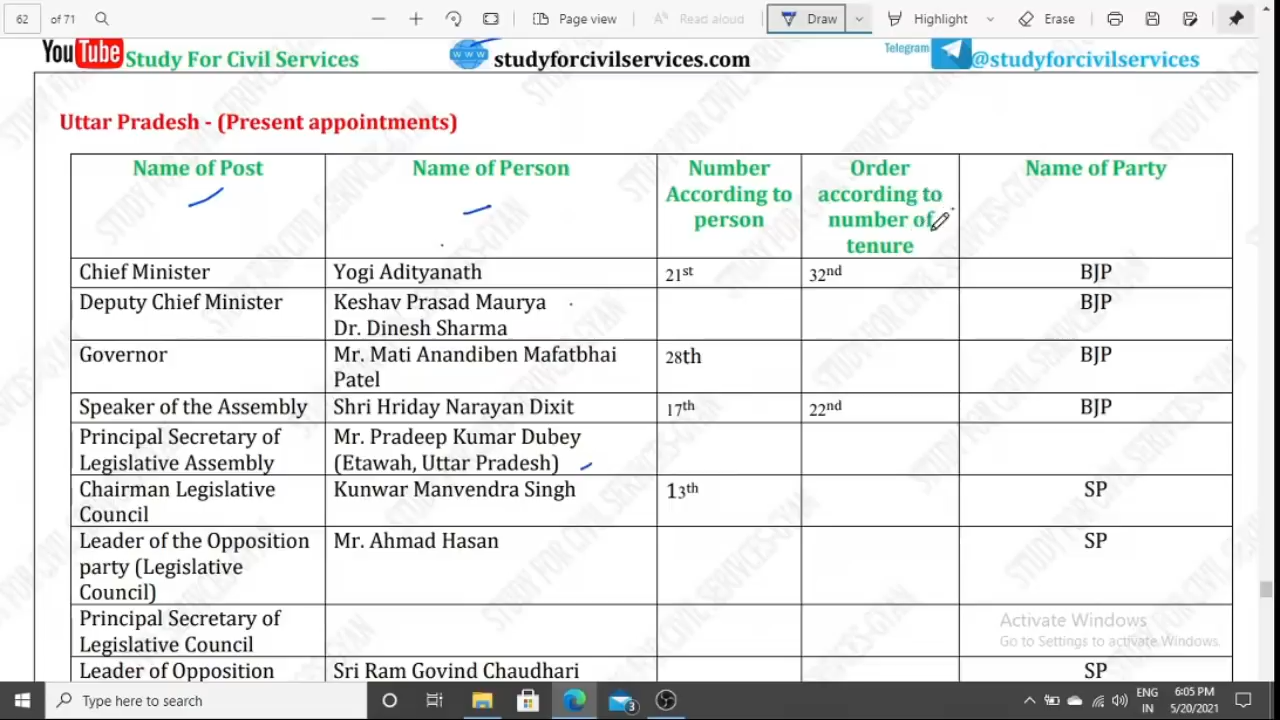 62 of 71 Page view Read aloud Draw Highlight Erase
YouTube Study For Civil Services www studyforcivilservices.com Telegram @studyforcivilservices
Uttar Pradesh - (Present appointments)
Name of Post
Name of Person
Number
According to
person
Order
according to
number of
tenure
Name of Party
Chief Minister
Yogi Adityanath
21st
32nd
BJP
Deputy Chief Minister
Keshav Prasad Maurya
Dr. Dinesh Sharma
BJP
Governor
Mr. Mati Anandiben Mafatbhai
Patel
28th
BJP
Speaker of the Assembly
Shri Hriday Narayan Dixit
17th
22nd
BJP
Principal Secretary of
Legislative Assembly
Mr. Pradeep Kumar Dubey
(Etawah, Uttar Pradesh)
Chairman Legislative
Council
Kunwar Manvendra Singh
13th
SP
Leader of the Opposition
party (Legislative
Council)
Mr. Ahmad Hasan
SP
Principal Secretary of
Legislative Council
Leader of Opposition
Sri Ram Govind Chaudhari
SP
Activate Windows
Go to Settings to activate Windows.
Type here to search
3
ENG
IN
6:05 PM
5/20/2021